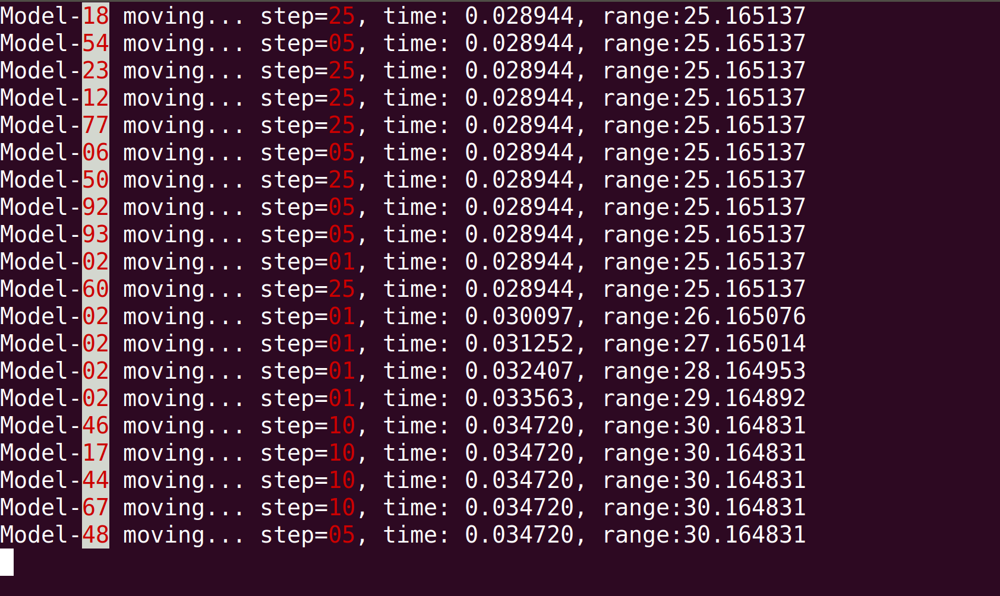 Model-18 moving... step=25, time: 0.028944, range:25.165137
Model-54 moving... step=05, time: 0.028944, range:25.165137
Model-23 moving... step=25, time: 0.028944, range:25.165137
Model-12 moving... step=25, time: 0.028944, range:25.165137
Model-77 moving... step=25, time: 0.028944, range:25.165137
Model-06 moving... step=05, time: 0.028944, range:25.165137
Model-50 moving... step=25, time: 0.028944, range:25.165137
Model-92 moving... step=05, time: 0.028944, range:25.165137
Model-93 moving... step=05, time: 0.028944, range:25.165137
Model-02 moving... step=01, time: 0.028944, range:25.165137
Model-60 moving... step=25, time: 0.028944, range:25.165137
Model-02 moving... step=01, time: 0.030097, range:26.165076
Model-02 moving... step=01, time: 0.031252, range:27.165014
Model-02 moving... step=01, time: 0.032407, range:28.164953
Model-02 moving... step=01, time: 0.033563, range:29.164892
Model-46 moving... step=10, time: 0.034720, range:30.164831
Model-17 moving... step=10, time: 0.034720, range:30.164831
Model-44 moving... step=10, time: 0.034720, range:30.164831
Model-67 moving... step=10, time: 0.034720, range:30.164831
Model-48 moving... step=05, time: 0.034720, range:30.164831